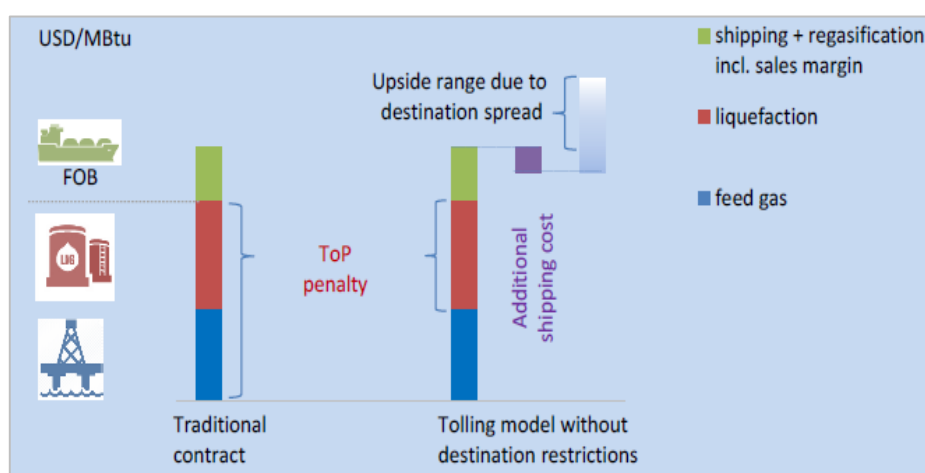 USD/MBtu
shipping + regasification
incl. sales margin
Upside range due to
destination spread
liquefaction
FOB
feed gas
LNG
ToP
penalty
Additional
shipping cost
Traditional
contract
Tolling model without
destination restrictions